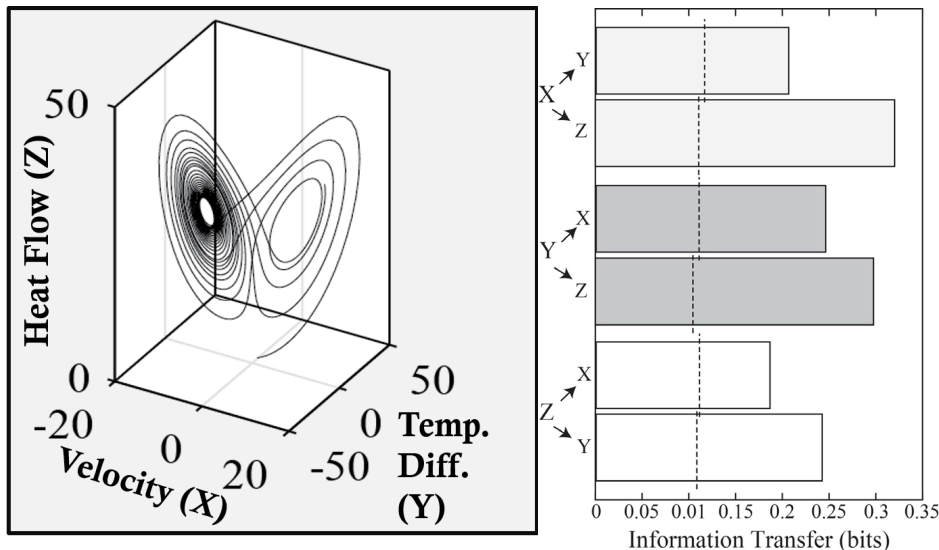 50
Heat Flow (Z)
0
-20
0
20
Velocity (X)
-50
0
50
Temp.
Diff.
(Y)
X
Y
Z
Y
X
Z
Z
X
Y
0 0.05 0.01 0.15 0.2 0.25 0.3 0.35
Information Transfer (bits)